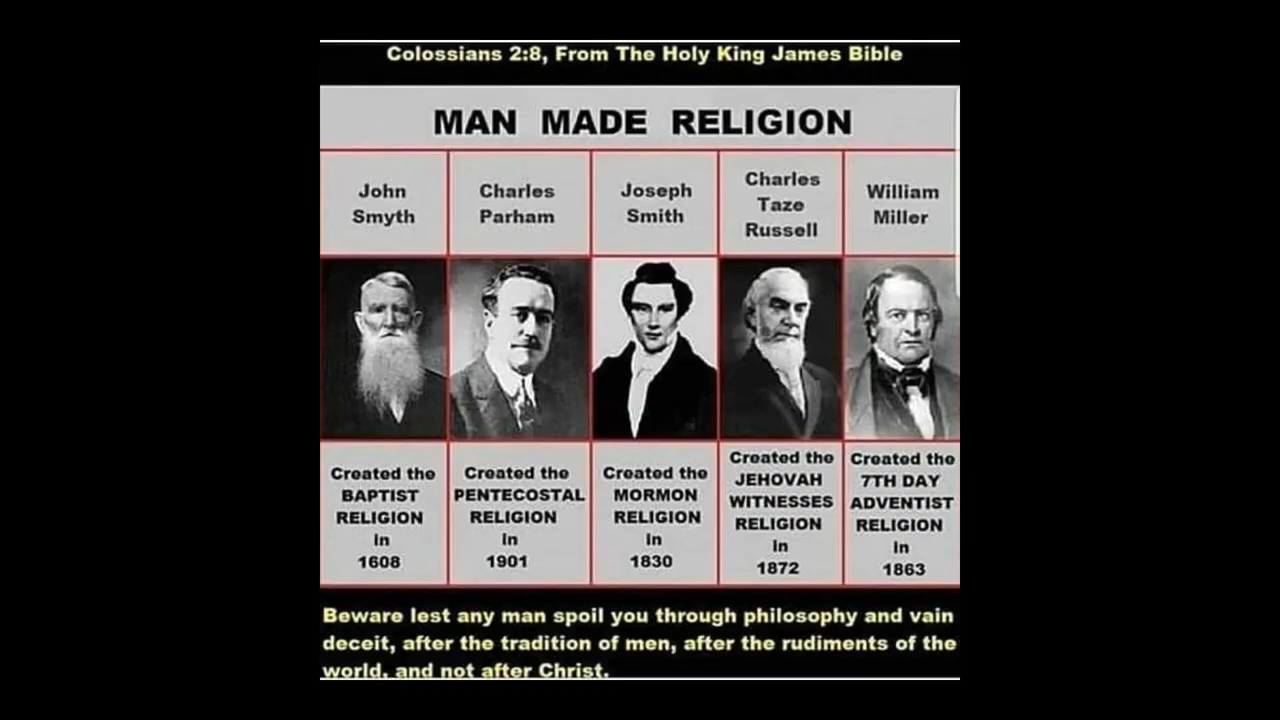 Colossians 2:8, From The Holy King James Bible
MAN MADE RELIGION
John
Smyth
Charles
Parham
Joseph
Smith
Charles
Taze
Russell
William
Miller
Created the
BAPTIST
RELIGION
in
1608
Created the
PENTECOSTAL
RELIGION
in
1901
Created the
MORMON
RELIGION
in
1830
Created the
JEHOVAH
WITNESSES
RELIGION
in
1872
Created the
7TH DAY
ADVENTIST
RELIGION
in
1863
Beware lest any man spoil you through philosophy and vain
deceit, after the tradition of men, after the rudiments of the
world, and not after Christ.